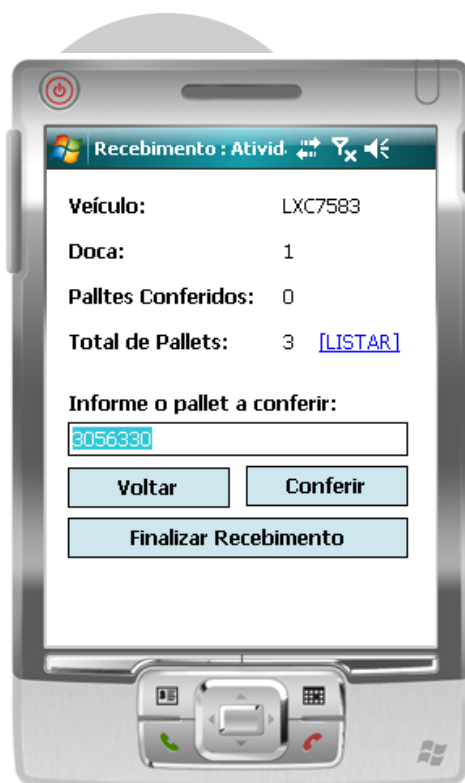 Recebimento : Ativid.
Veículo: LXC7583
Doca: 1
Palltes Conferidos: 0
Total de Pallets: 3 [LISTAR]
Informe o pallet a conferir:
3056330
Voltar Conferir
Finalizar Recebimento